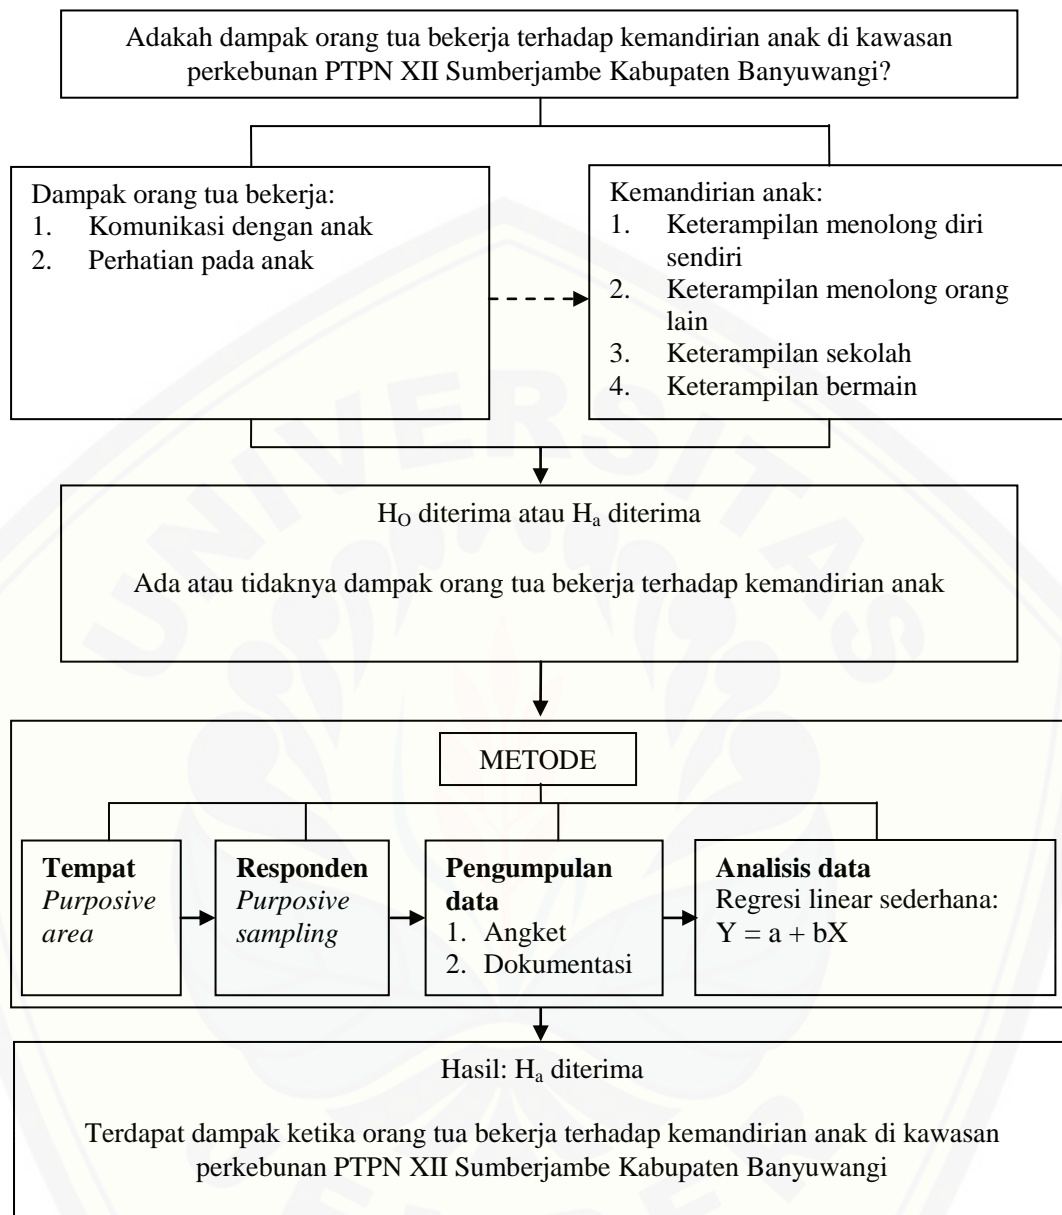 Adakah dampak orang tua bekerja terhadap kemandirian anak di kawasan
perkebunan PTPN XII Sumberjambe Kabupaten Banyuwangi?
Dampak orang tua bekerja:
1. Komunikasi dengan anak
2. Perhatian pada anak
Kemandirian anak:
1. Keterampilan menolong diri
sendiri
2. Keterampilan menolong orang
lain
3. Keterampilan sekolah
4. Keterampilan bermain
HO diterima atau Ha diterima
Ada atau tidaknya dampak orang tua bekerja terhadap kemandirian anak
METODE
Tempat
Purposive
area
Responden
Purposive
sampling
Pengumpulan
data
1. Angket
2. Dokumentasi
Analisis data
Regresi linear sederhana:
Y = a + bX
Hasil: Ha diterima
Terdapat dampak ketika orang tua bekerja terhadap kemandirian anak di kawasan
perkebunan PTPN XII Sumberjambe Kabupaten Banyuwangi
UNIVERSITAS